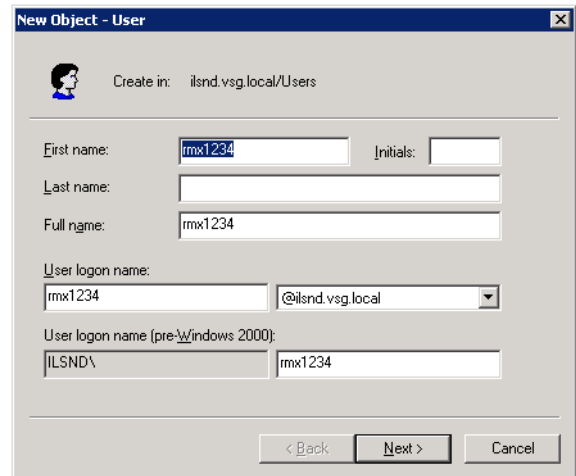 New Object - User
Create in: ilsnd.vsg.local/Users
First name: rmx1234 Initials:
Last name:
Full name: rmx1234
User logon name:
rmx1234 @ilsnd.vsg.local
User logon name (pre-Windows 2000):
ILSND\ rmx1234
< Back Next > Cancel